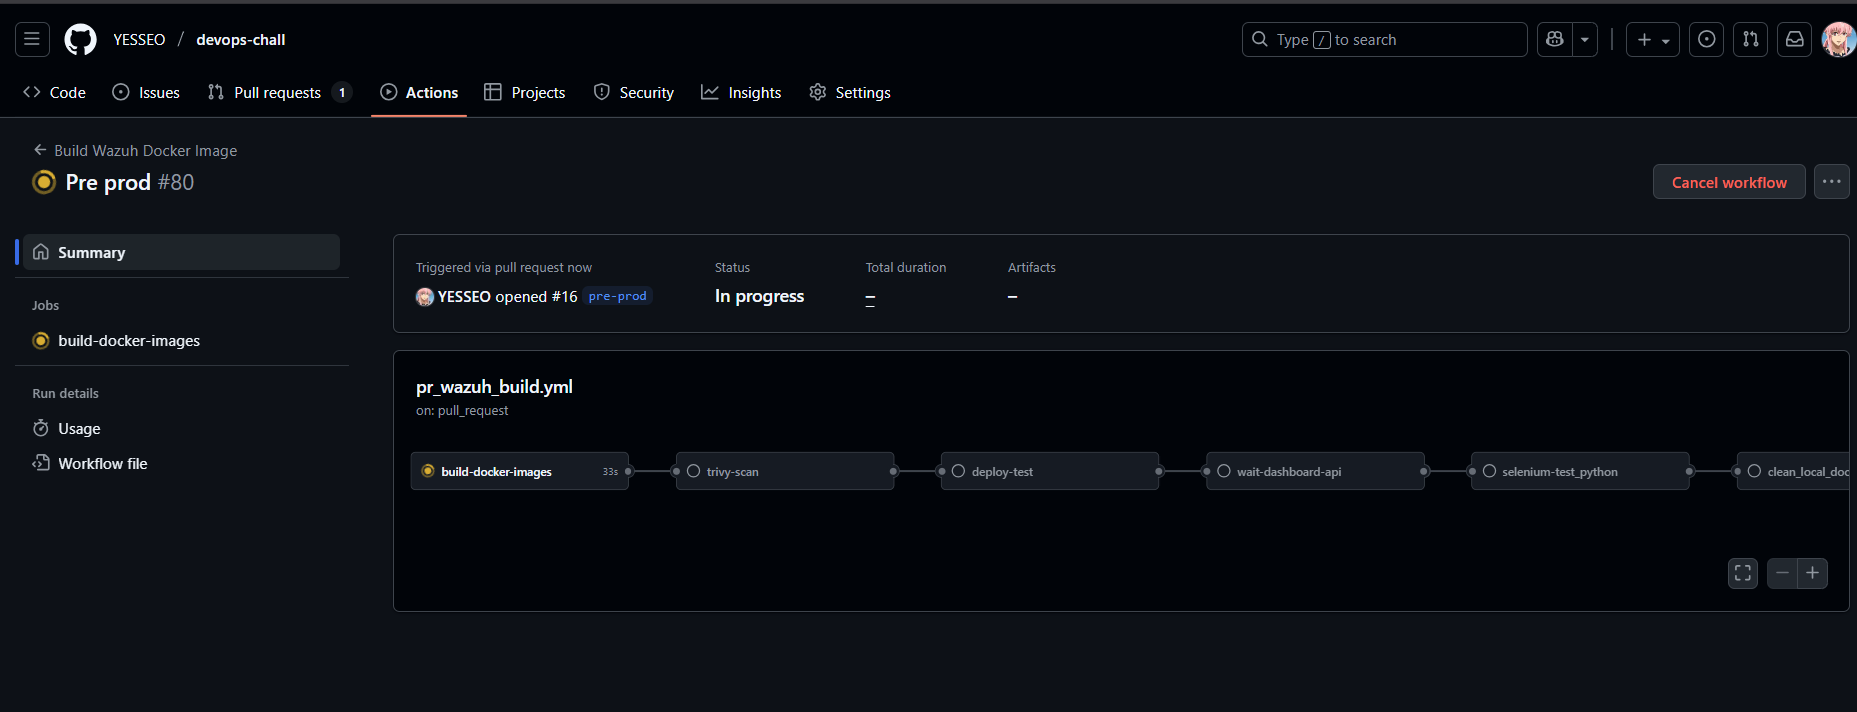 YESSEO / devops-chall
Type / to search
Code
Issues
Pull requests 1
Actions
Projects
Security
Insights
Settings
Build Wazuh Docker Image
Pre prod #80
Cancel workflow
Summary
Jobs
build-docker-images
Run details
Usage
Workflow file
Triggered via pull request now
YESSEO opened #16 pre-prod
Status
In progress
Total duration
–
Artifacts
–
pr_wazuh_build.yml
on: pull_request
build-docker-images 33s
trivy-scan
deploy-test
wait-dashboard-api
selenium-test_python
clean_local_doc